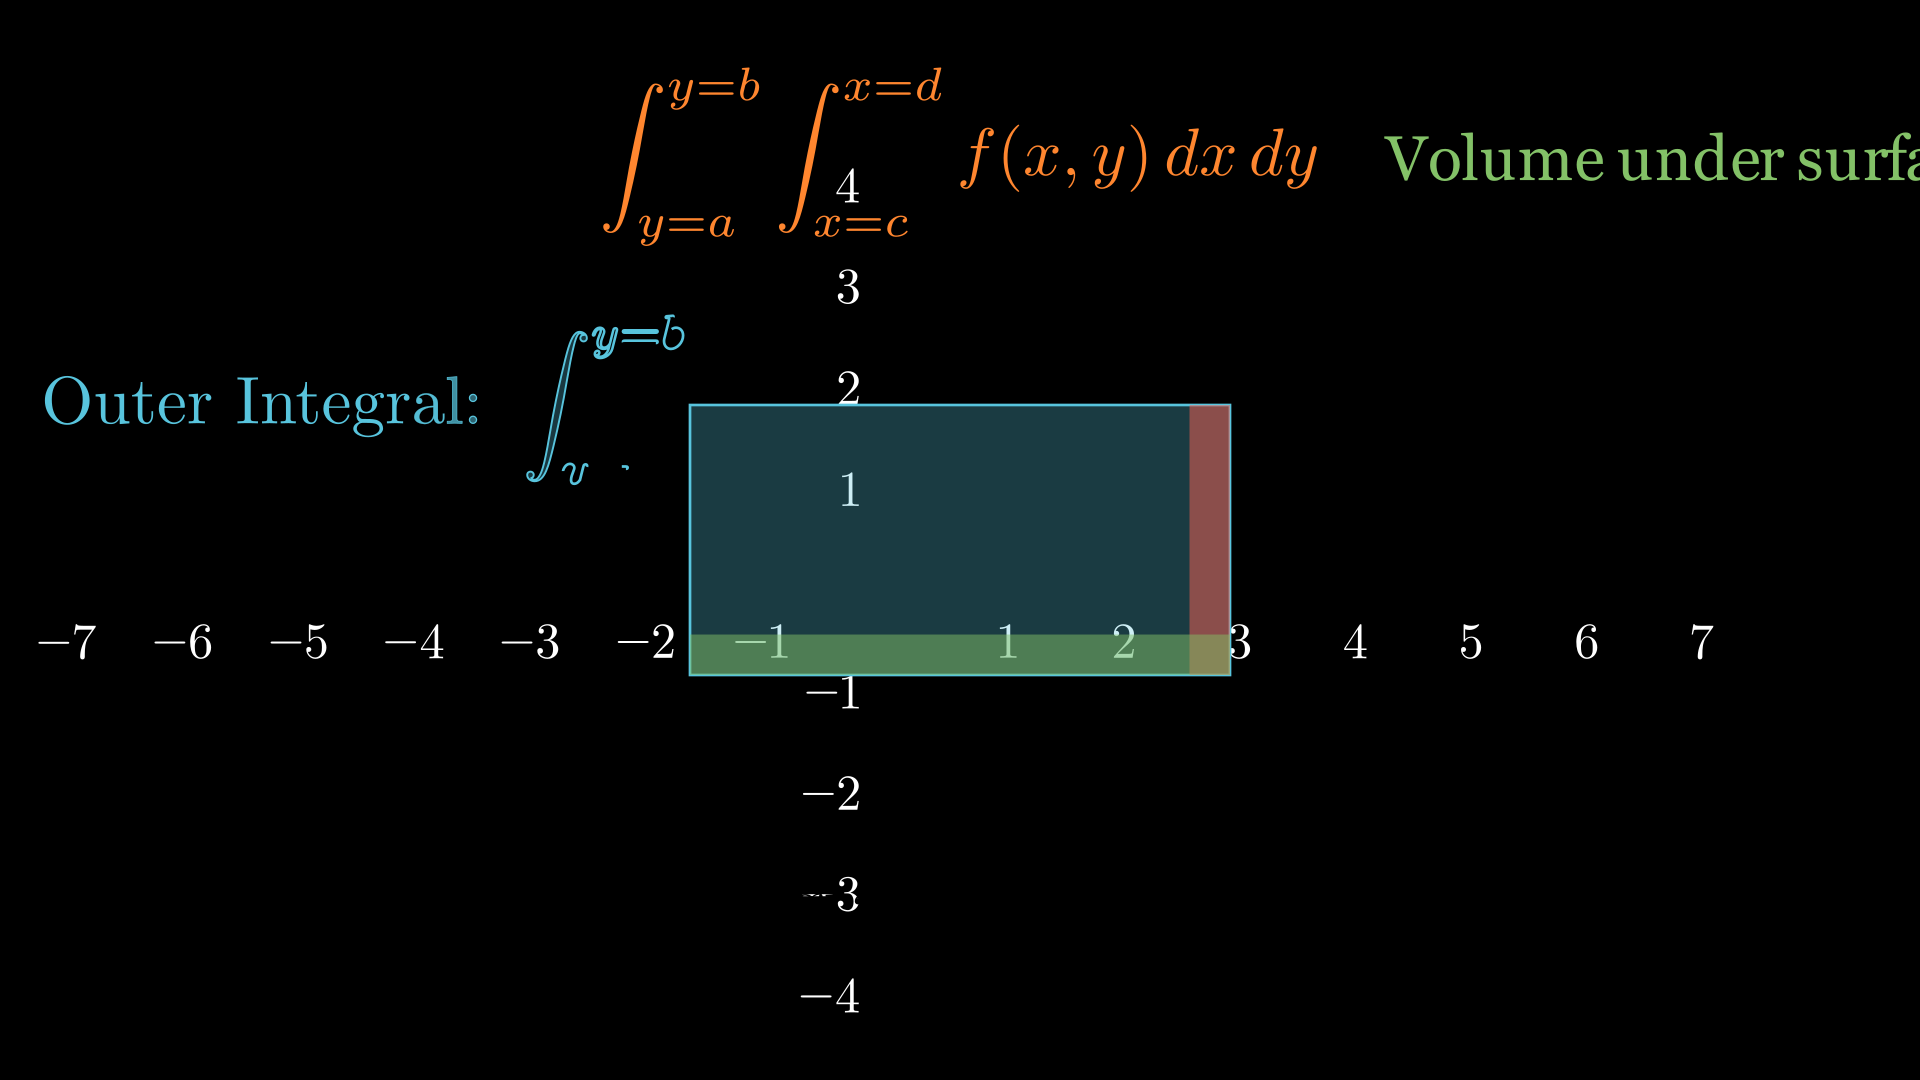 ∫_{y=a}^{y=b} ∫_{x=c}^{x=d} f(x, y) dx dy Volume under
4
3
Outer Integral: ∫^{y=b}
2
1
−7 −6 −5 −4 −3 −2 −1 1 2 3 4 5 6 7
−1
−2
−3
−4